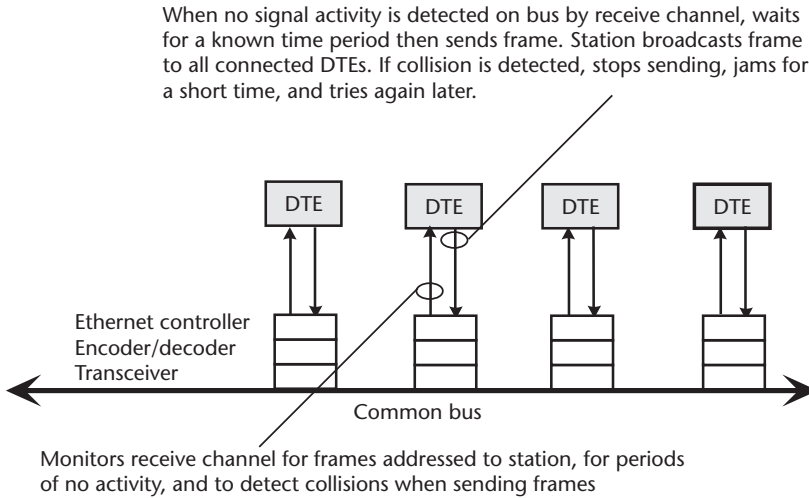 When no signal activity is detected on bus by receive channel, waits
for a known time period then sends frame. Station broadcasts frame
to all connected DTEs. If collision is detected, stops sending, jams for
a short time, and tries again later.
DTE
DTE
DTE
DTE
Ethernet controller
Encoder/decoder
Transceiver
Common bus
Monitors receive channel for frames addressed to station, for periods
of no activity, and to detect collisions when sending frames